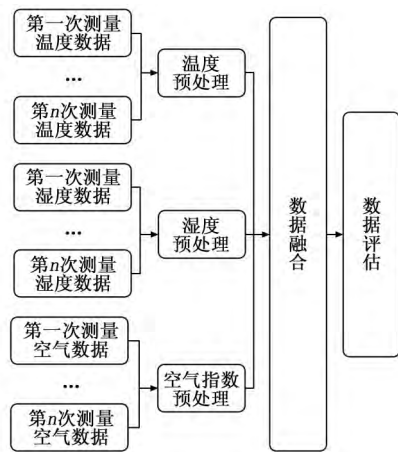 第一次测量
温度数据
...
第n次测量
温度数据
温度
预处理
第一次测量
湿度数据
...
第n次测量
湿度数据
湿度
预处理
第一次测量
空气数据
...
第n次测量
空气数据
空气指数
预处理
数据融合
数据评估